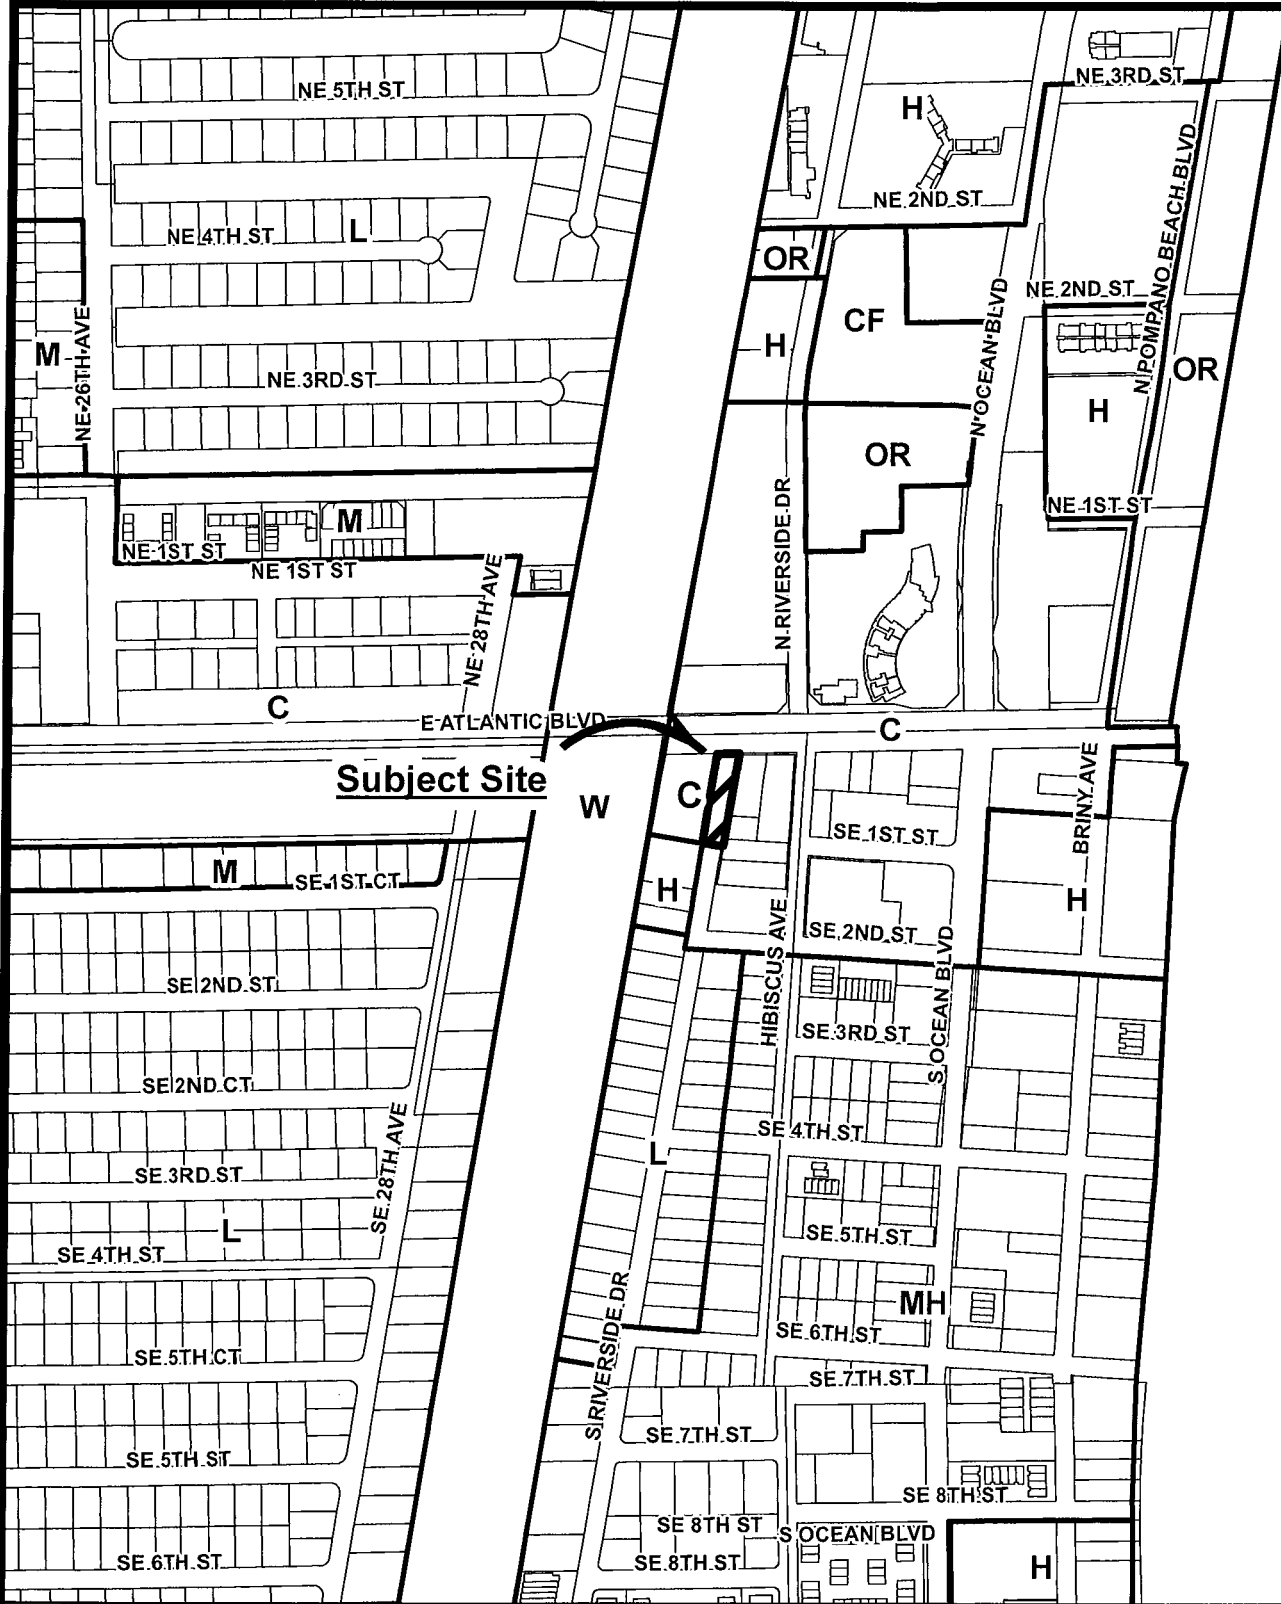 NE 3RD ST
NE 5TH ST
H
N POMPANO BEACH BLVD
NE 2ND ST
NE 4TH ST
L
OR
NE 2ND ST
CF
N OCEAN BLVD
M
NE 26TH AVE
H
OR
NE 3RD ST
H
OR
NE 1ST ST
M
NE 1ST ST
NE 1ST ST
N RIVERSIDE DR
NE 28TH AVE
C
E ATLANTIC BLVD
C
Subject Site
W
C
BRINY AVE
SE 1ST ST
M
SE 1ST CT
H
H
HIBISCUS AVE
SE 2ND ST
S OCEAN BLVD
SE 2ND ST
SE 3RD ST
SE 2ND CT
SE 4TH ST
SE 28TH AVE
L
SE 3RD ST
L
SE 4TH ST
SE 5TH ST
MH
S RIVERSIDE DR
SE 6TH ST
SE 5TH CT
SE 7TH ST
SE 7TH ST
SE 5TH ST
SE 8TH ST
SE 8TH ST
S OCEAN BLVD
SE 6TH ST
SE 8TH ST
H